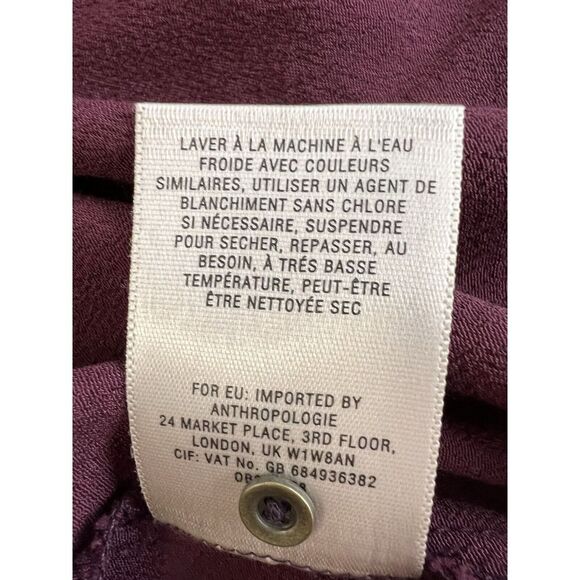 LAVER À LA MACHINE À L'EAU
FROIDE AVEC COULEURS
SIMILAIRES, UTILISER UN AGENT DE
BLANCHIMENT SANS CHLORE
SI NÉCESSAIRE, SUSPENDRE
POUR SECHER, REPASSER, AU
BESOIN, À TRÉS BASSE
TEMPÉRATURE, PEUT-ÊTRE
ÊTRE NETTOYÉE SEC
FOR EU: IMPORTED BY
ANTHROPOLOGIE
24 MARKET PLACE, 3RD FLOOR,
LONDON, UK W1W8AN
CIF: VAT No. GB 684936382